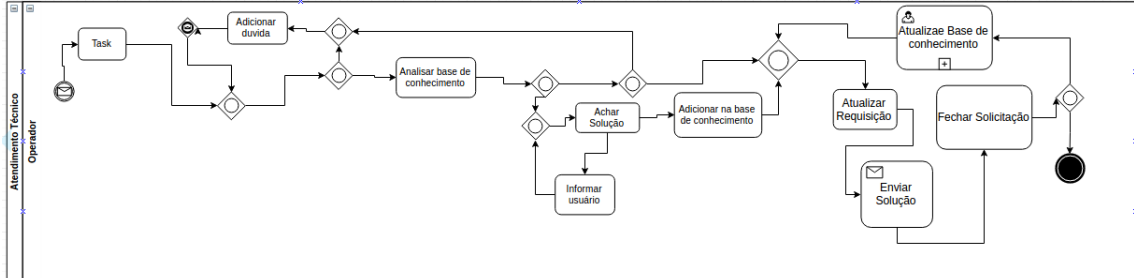 Atendimento Técnico
Operador
Task
Adicionar
duvida
Analisar base de
conhecimento
Achar
Solução
Informar
usuário
Adicionar na base
de conhecimento
Atualizae Base de
conhecimento
Atualizar
Requisição
Enviar
Solução
Fechar Solicitação